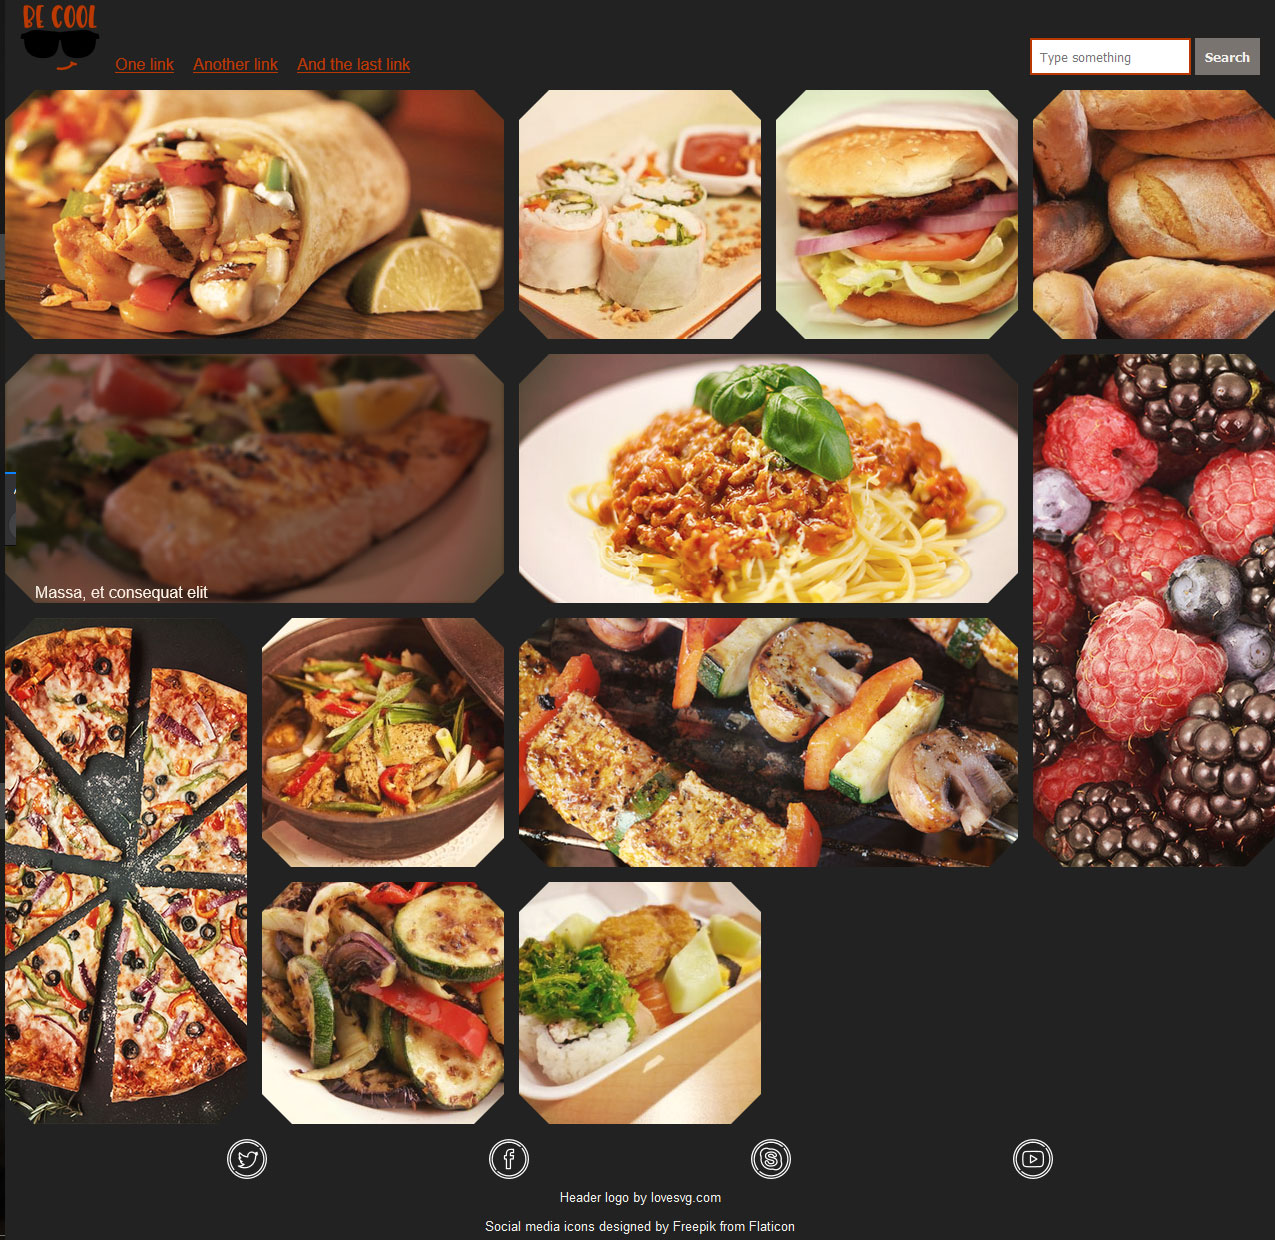 BE COOL
One link
Another link
And the last link
Type something
Search
Massa, et consequat elit
Header logo by lovesvg.com
Social media icons designed by Freepik from Flaticon